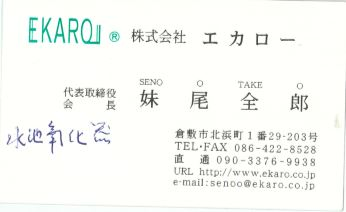 EKARO ® 株式会社 エカロー
SENO O TAKE O
代表取締役
会 長
妹 尾 全 郎
水池氧化器
倉敷市北浜町1番29-203号
TEL・FAX 086-422-8528
直 通 090-3376-9938
URL http://www.ekaro.co.jp
e-mail:senoo@ekaro.co.jp